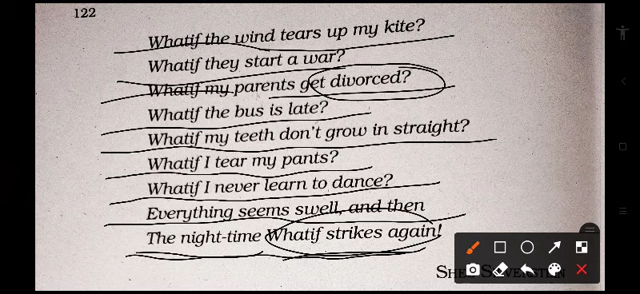 122
Whatif the wind tears up my kite?
Whatif they start a war?
Whatif my parents get divorced?
Whatif the bus is late?
Whatif my teeth don't grow in straight?
Whatif I tear my pants?
Whatif I never learn to dance?
Everything seems swell, and then
The night-time Whatif strikes again!